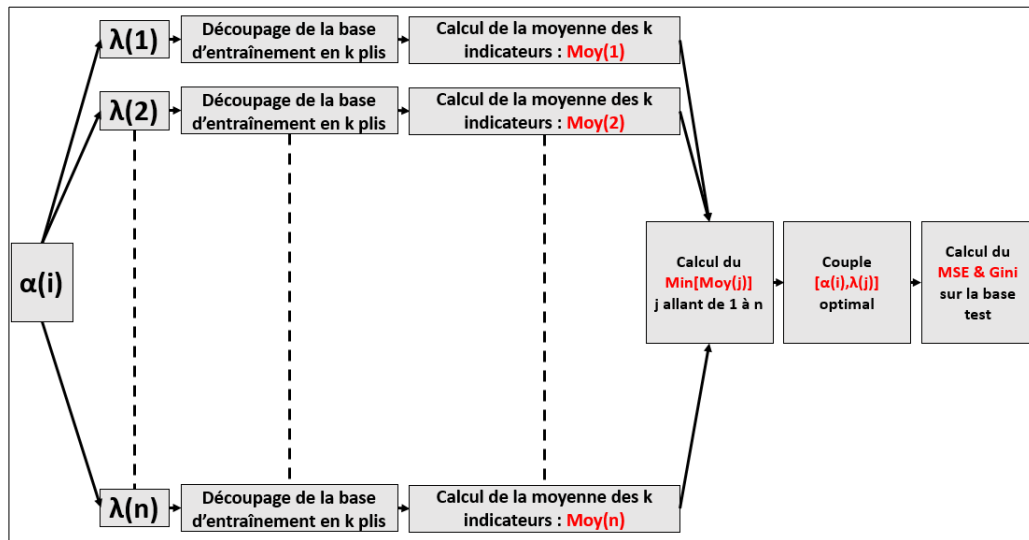 λ(1)
Découpage de la base
d'entraînement en k plis
Calcul de la moyenne des k
indicateurs : Moy(1)
λ(2)
Découpage de la base
d'entraînement en k plis
Calcul de la moyenne des k
indicateurs : Moy(2)
α(i)
Calcul du
Min[Moy(j)]
j allant de 1 à n
Couple
[α(i),λ(j)]
optimal
Calcul du
MSE & Gini
sur la base
test
λ(n)
Découpage de la base
d'entraînement en k plis
Calcul de la moyenne des k
indicateurs : Moy(n)